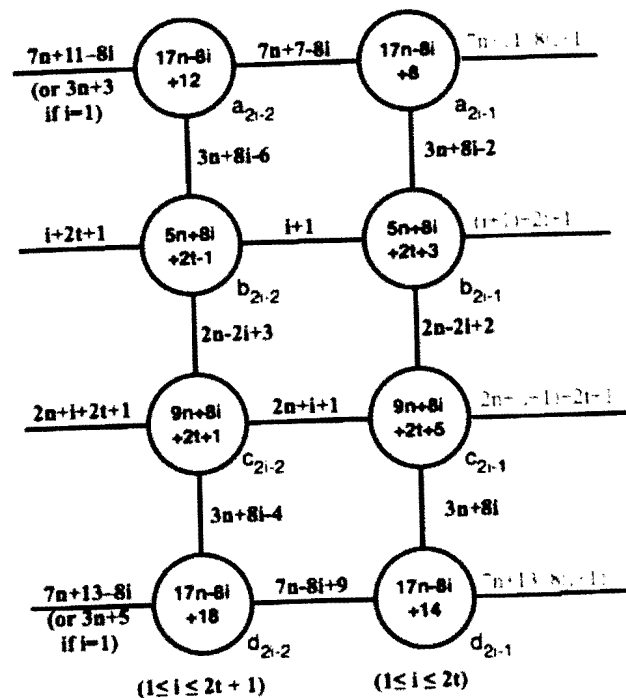 7n+11-8i
17n-8i
+12
7n+7-8i
17n-8i
+8
(or 3n+3
if i=1)
a2i-2
a2i-1
3n+8i-6
3n+8i-2
i+2t+1
5n+8i
+2t-1
i+1
5n+8i
+2t+3
b2i-2
b2i-1
2n-2i+3
2n-2i+2
2n+i+2t+1
9n+8i
+2t+1
2n+i+1
9n+8i
+2t+5
c2i-2
c2i-1
3n+8i-4
3n+8i
7n+13-8i
17n-8i
+18
7n-8i+9
17n-8i
+14
(or 3n+5
if i=1)
d2i-2
d2i-1
(1≤ i ≤ 2t + 1)
(1≤ i ≤ 2t)